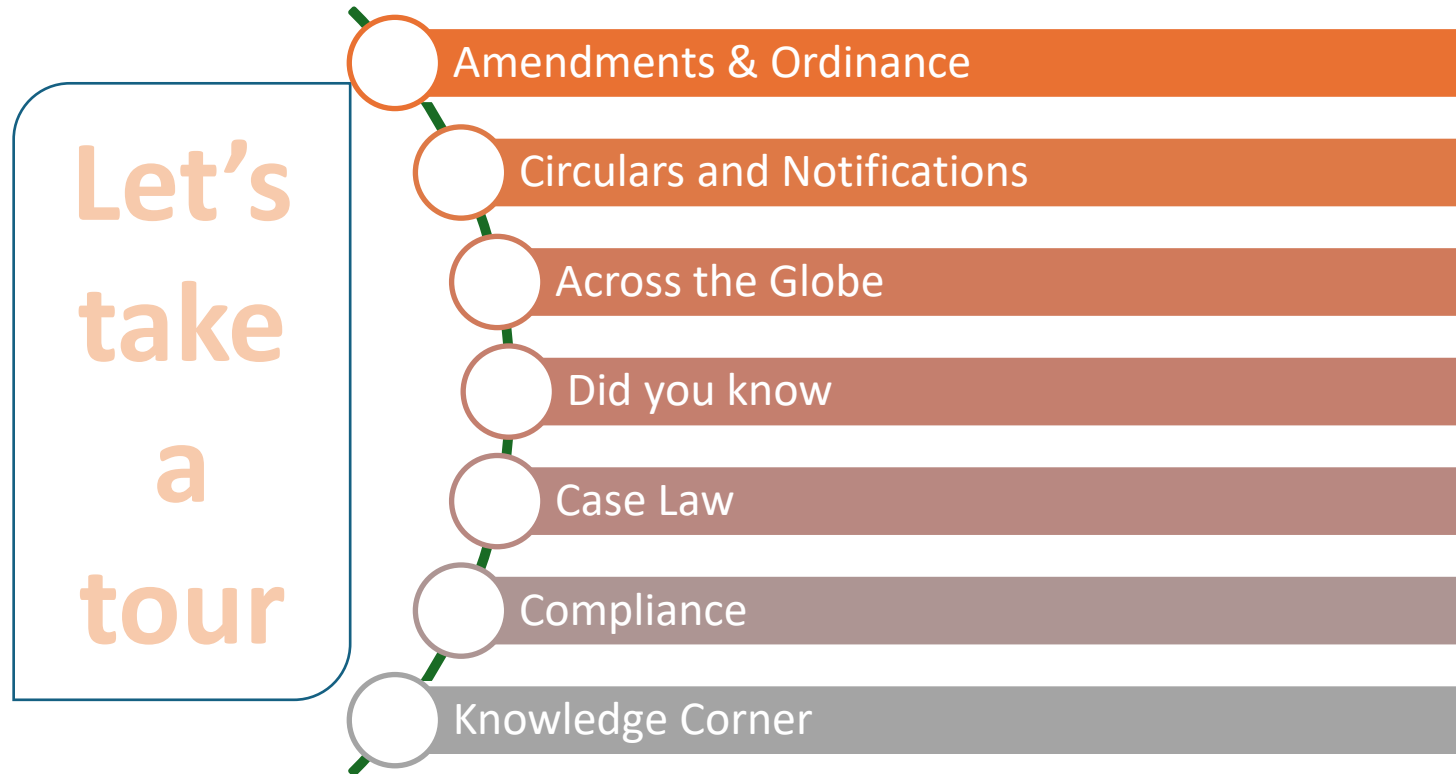 Let’s
take
a
tour
Amendments & Ordinance
Circulars and Notifications
Across the Globe
Did you know
Case Law
Compliance
Knowledge Corner